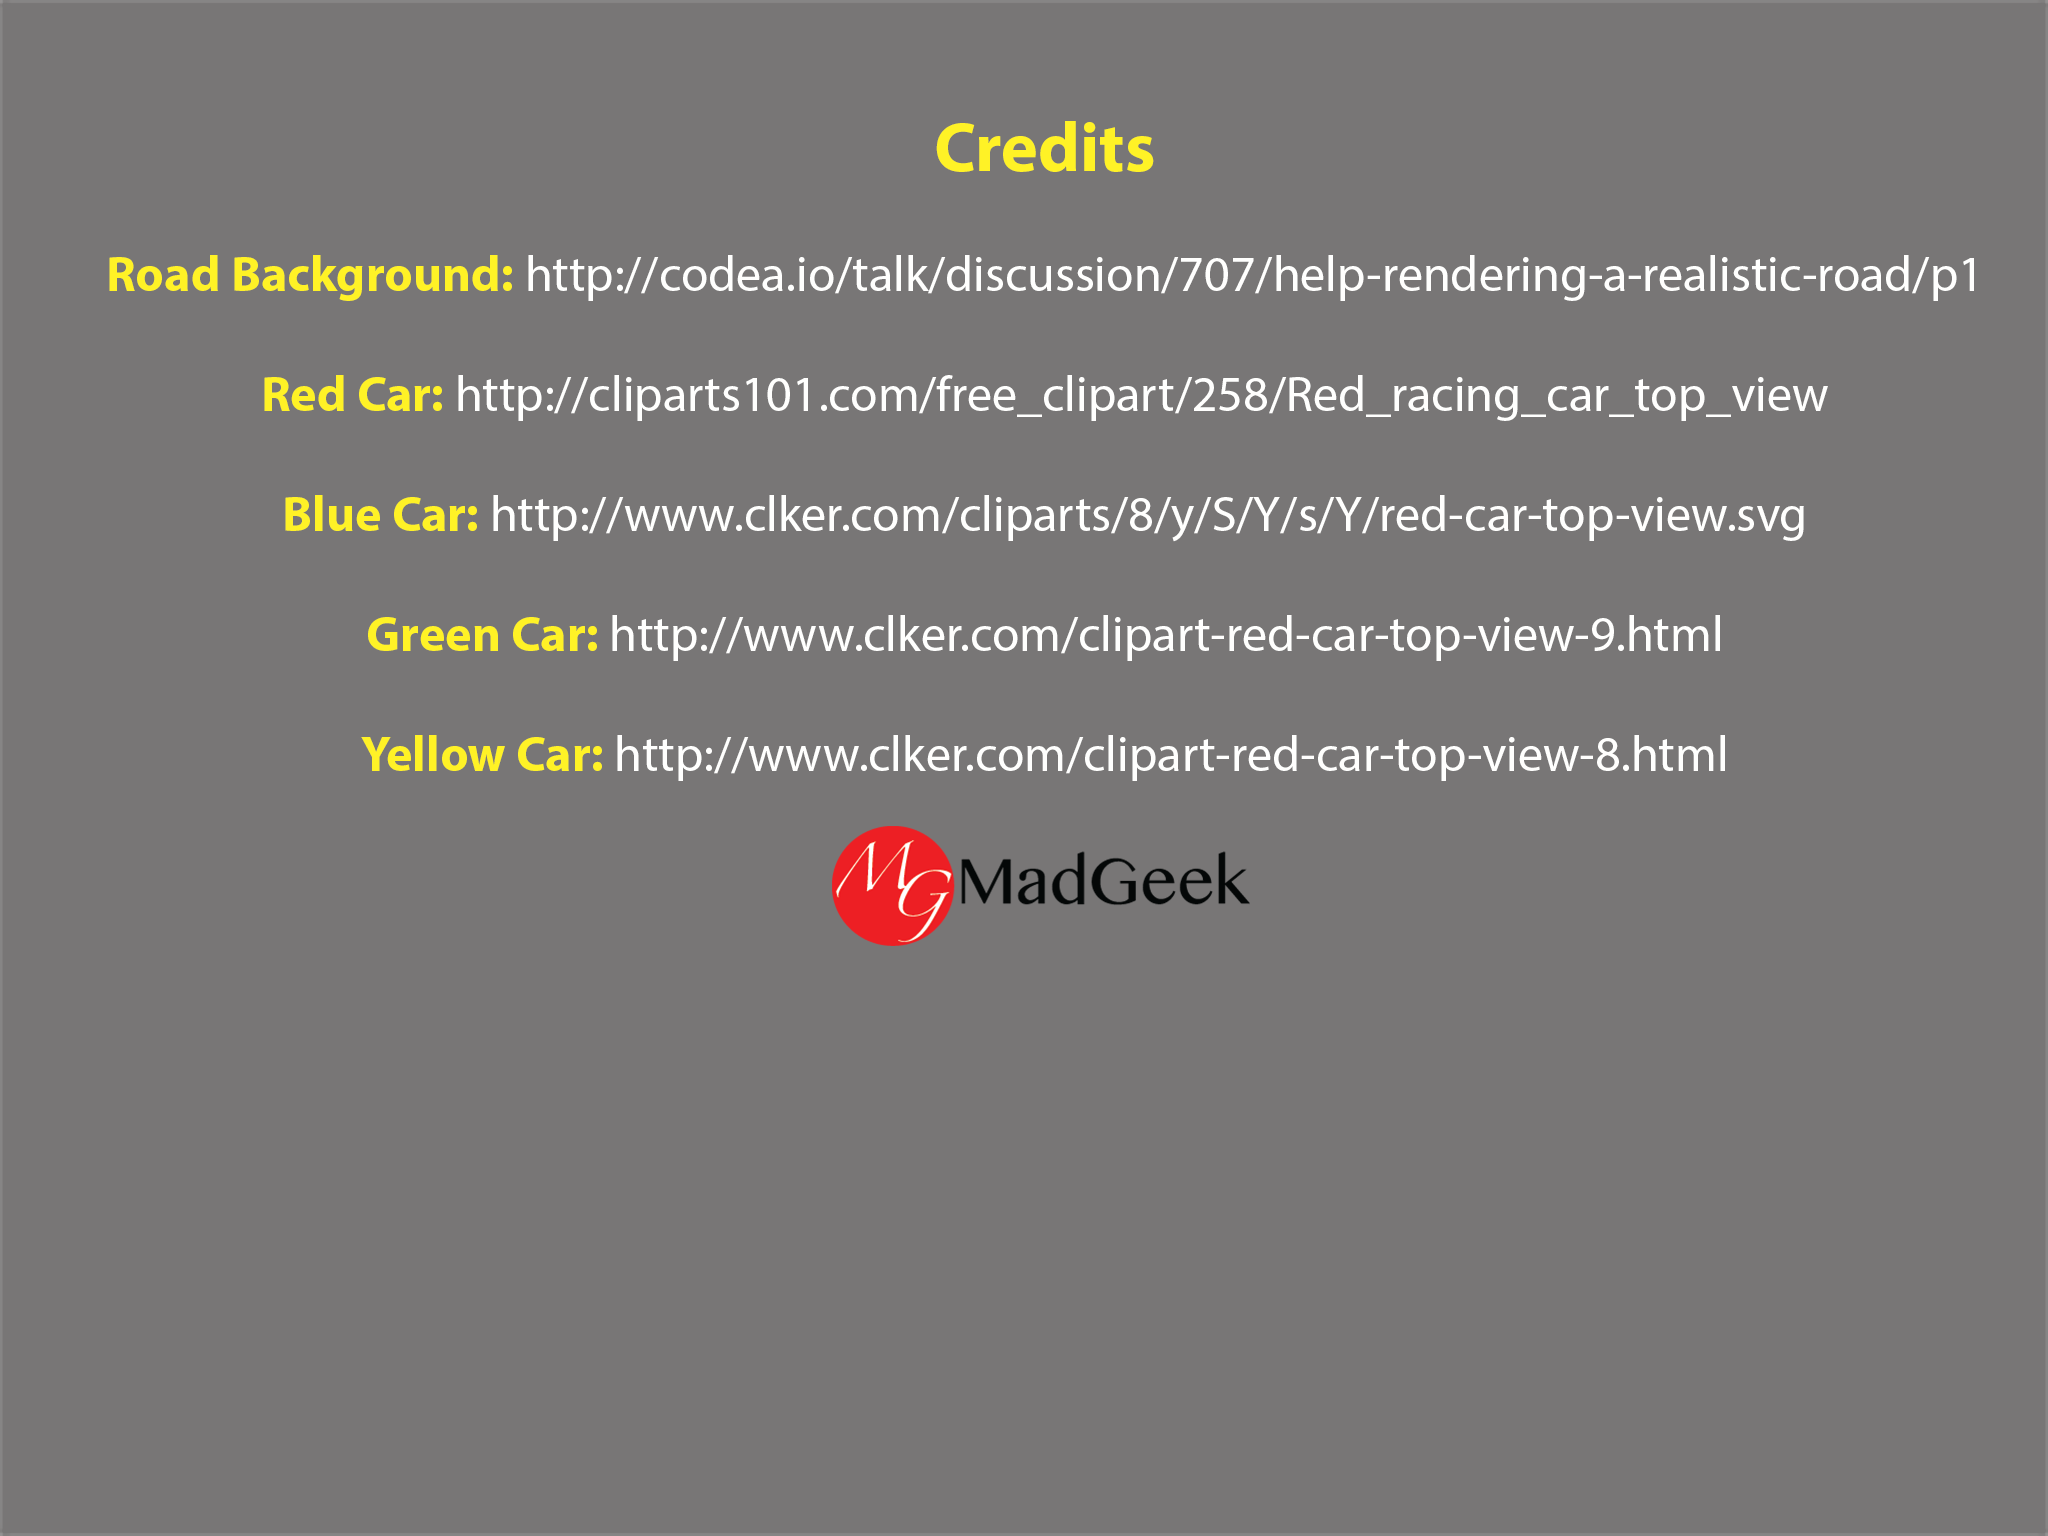 Credits
Road Background: http://codea.io/talk/discussion/707/help-rendering-a-realistic-road/p1
Red Car: http://cliparts101.com/free_clipart/258/Red_racing_car_top_view
Blue Car: http://www.clker.com/cliparts/8/y/S/Y/s/Y/red-car-top-view.svg
Green Car: http://www.clker.com/clipart-red-car-top-view-9.html
Yellow Car: http://www.clker.com/clipart-red-car-top-view-8.html
MG MadGeek